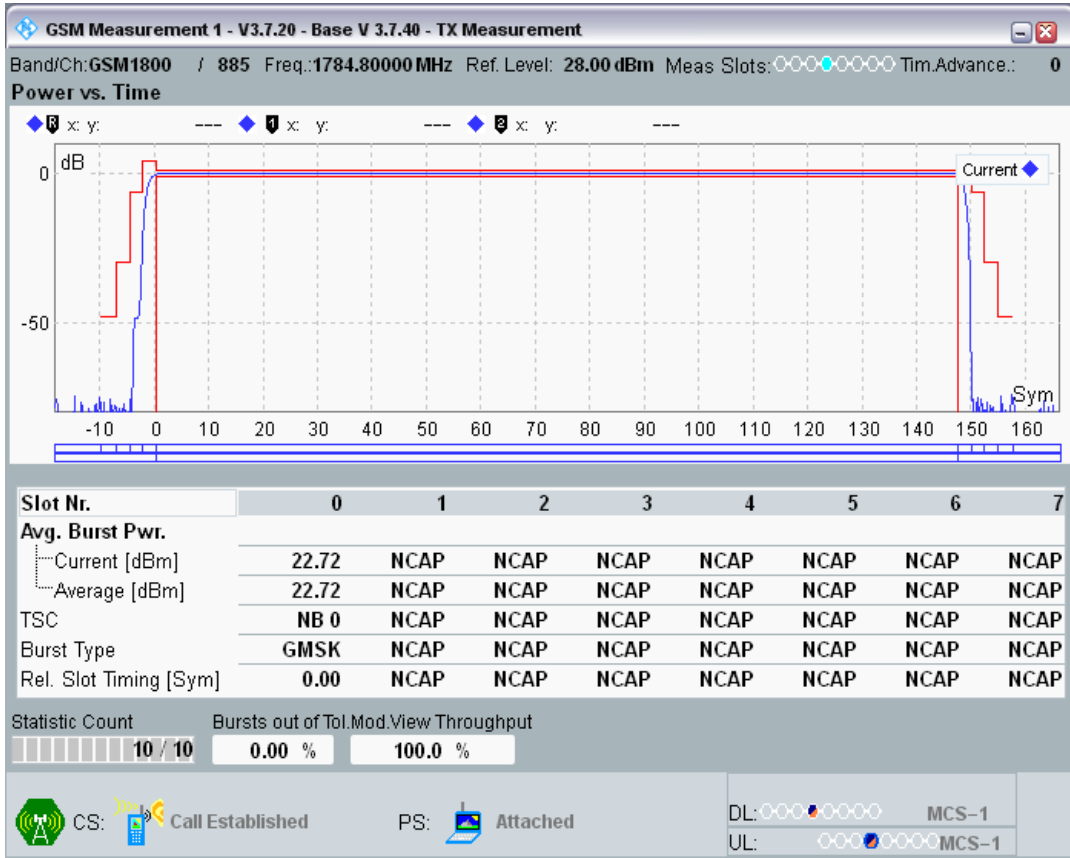 GSM Measurement 1 - V3.7.20 - Base V 3.7.40 - TX Measurement
Band/Ch:GSM1800 / 885 Freq.:1784.80000 MHz Ref. Level: 28.00 dBm Meas Slots: Tim.Advance.: 0
Power vs. Time
R x: y: --- 1 x: y: --- 2 x: y: ---
dB
0
Current
-50
Sym
-10 0 10 20 30 40 50 60 70 80 90 100 110 120 130 140 150 160
Slot Nr. 0 1 2 3 4 5 6 7
Avg. Burst Pwr.
Current [dBm] 22.72 NCAP NCAP NCAP NCAP NCAP NCAP NCAP
Average [dBm] 22.72 NCAP NCAP NCAP NCAP NCAP NCAP NCAP
TSC NB 0 NCAP NCAP NCAP NCAP NCAP NCAP NCAP
Burst Type GMSK NCAP NCAP NCAP NCAP NCAP NCAP NCAP
Rel. Slot Timing [Sym] 0.00 NCAP NCAP NCAP NCAP NCAP NCAP NCAP
Statistic Count Bursts out of Tol.Mod.View Throughput
10 / 10 0.00 % 100.0 %
CS: Call Established PS: Attached
DL: MCS-1
UL: MCS-1